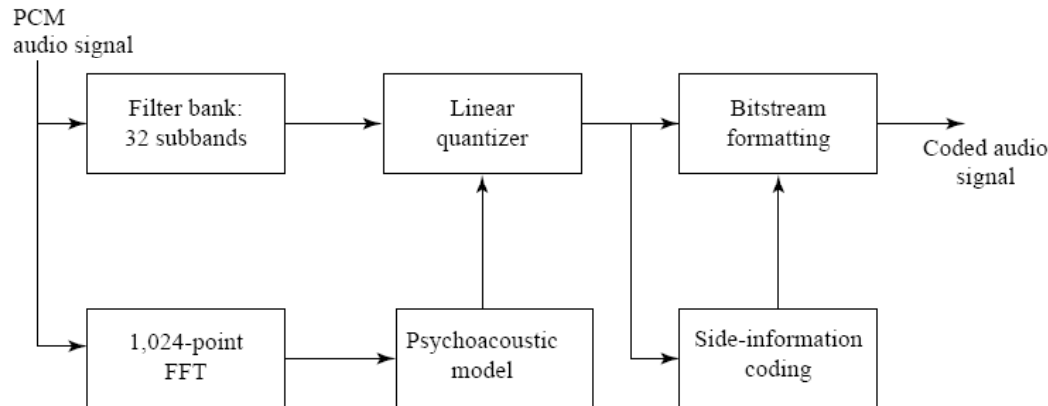 PCM
audio signal
Filter bank:
32 subbands
Linear
quantizer
Bitstream
formatting
Coded audio
signal
1,024-point
FFT
Psychoacoustic
model
Side-information
coding